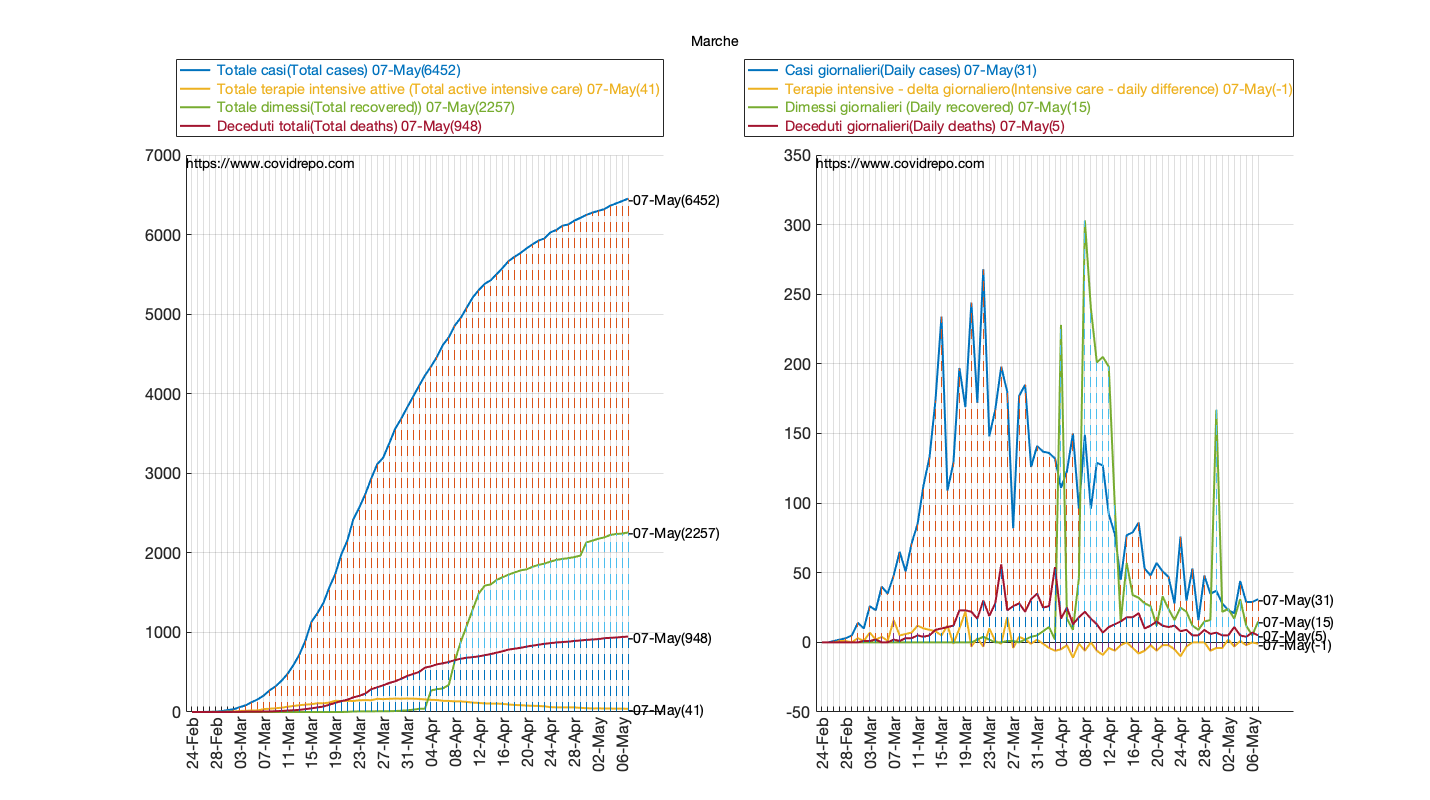 Marche
Totale casi(Total cases) 07-May(6452)
Totale terapie intensive attive (Total active intensive care) 07-May(41)
Totale dimessi(Total recovered)) 07-May(2257)
Deceduti totali(Total deaths) 07-May(948)
7000
6000
5000
4000
3000
2000
1000
0
https://www.covidrepo.com
-07-May(6452)
-07-May(2257)
-07-May(948)
-07-May(41)
24-Feb
28-Feb
03-Mar
07-Mar
11-Mar
15-Mar
19-Mar
23-Mar
27-Mar
31-Mar
04-Apr
08-Apr
12-Apr
16-Apr
20-Apr
24-Apr
28-Apr
02-May
06-May
Casi giornalieri(Daily cases) 07-May(31)
Terapie intensive - delta giornaliero(Intensive care - daily difference) 07-May(-1)
Dimessi giornalieri (Daily recovered) 07-May(15)
Deceduti giornalieri(Daily deaths) 07-May(5)
350
300
250
200
150
100
50
0
-50
https://www.covidrepo.com
-07-May(31)
-07-May(15)
-07-May(5)
-07-May(-1)
24-Feb
28-Feb
03-Mar
07-Mar
11-Mar
15-Mar
19-Mar
23-Mar
27-Mar
31-Mar
04-Apr
08-Apr
12-Apr
16-Apr
20-Apr
24-Apr
28-Apr
02-May
06-May